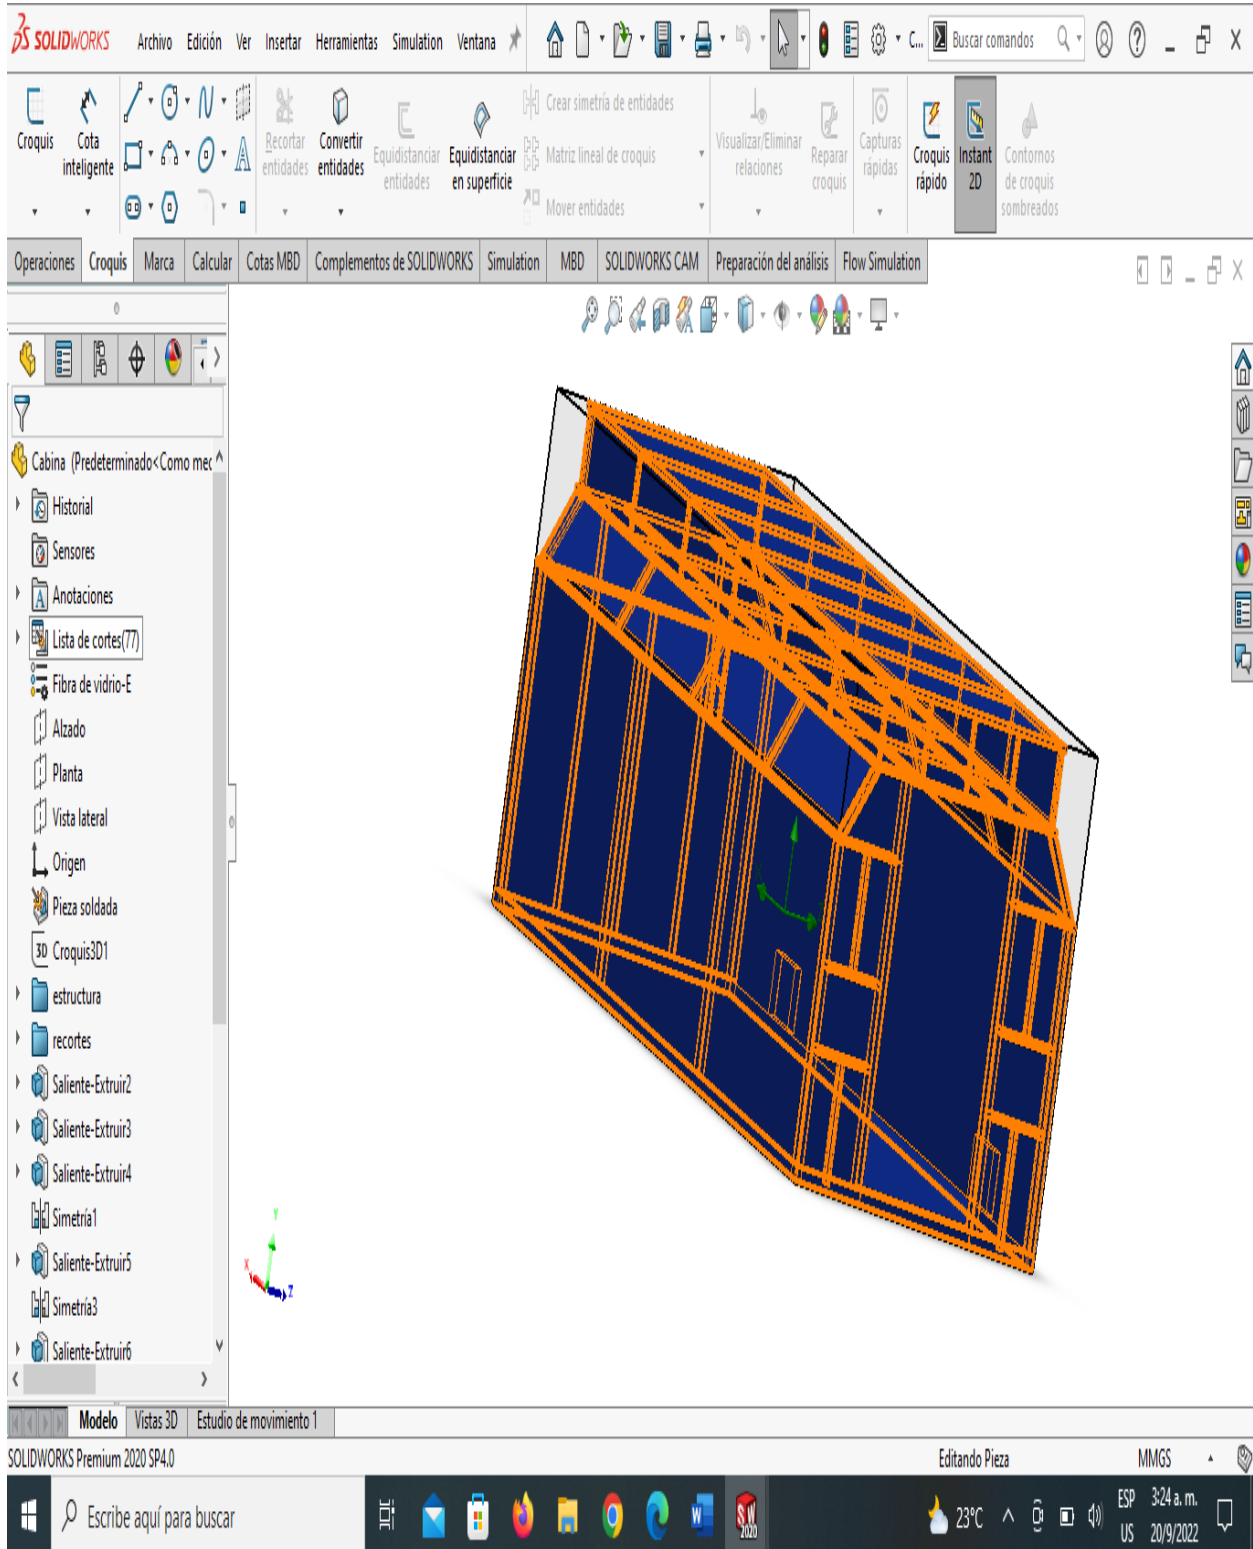 SOLIDWORKS Archivo Edición Ver Insertar Herramientas Simulation Ventana C... Buscar comandos
Croquis
Cota inteligente
Recortar entidades
Convertir entidades
Equidistanciar entidades
Equidistanciar en superficie
Crear simetría de entidades
Matriz lineal de croquis
Mover entidades
Visualizar/Eliminar relaciones
Reparar croquis
Capturas rápidas
Croquis rápido
Instant 2D
Contornos de croquis sombreados
Operaciones Croquis Marca Calcular Cotas MBD Complementos de SOLIDWORKS Simulation MBD SOLIDWORKS CAM Preparación del análisis Flow Simulation
Cabina (Predeterminado<Como mec
Historial
Sensores
Anotaciones
Lista de cortes(77)
Fibra de vidrio-E
Alzado
Planta
Vista lateral
Origen
Pieza soldada
3D Croquis3D1
estructura
recortes
Saliente-Extruir2
Saliente-Extruir3
Saliente-Extruir4
Simetría1
Saliente-Extruir5
Simetría3
Saliente-Extruir6
Y
X
Z
Modelo Vistas 3D Estudio de movimiento 1
SOLIDWORKS Premium 2020 SP4.0 Editando Pieza MMGS
Escribe aquí para buscar
W
SW 2020
23°C
ESP
US
3:24 a. m.
20/9/2022